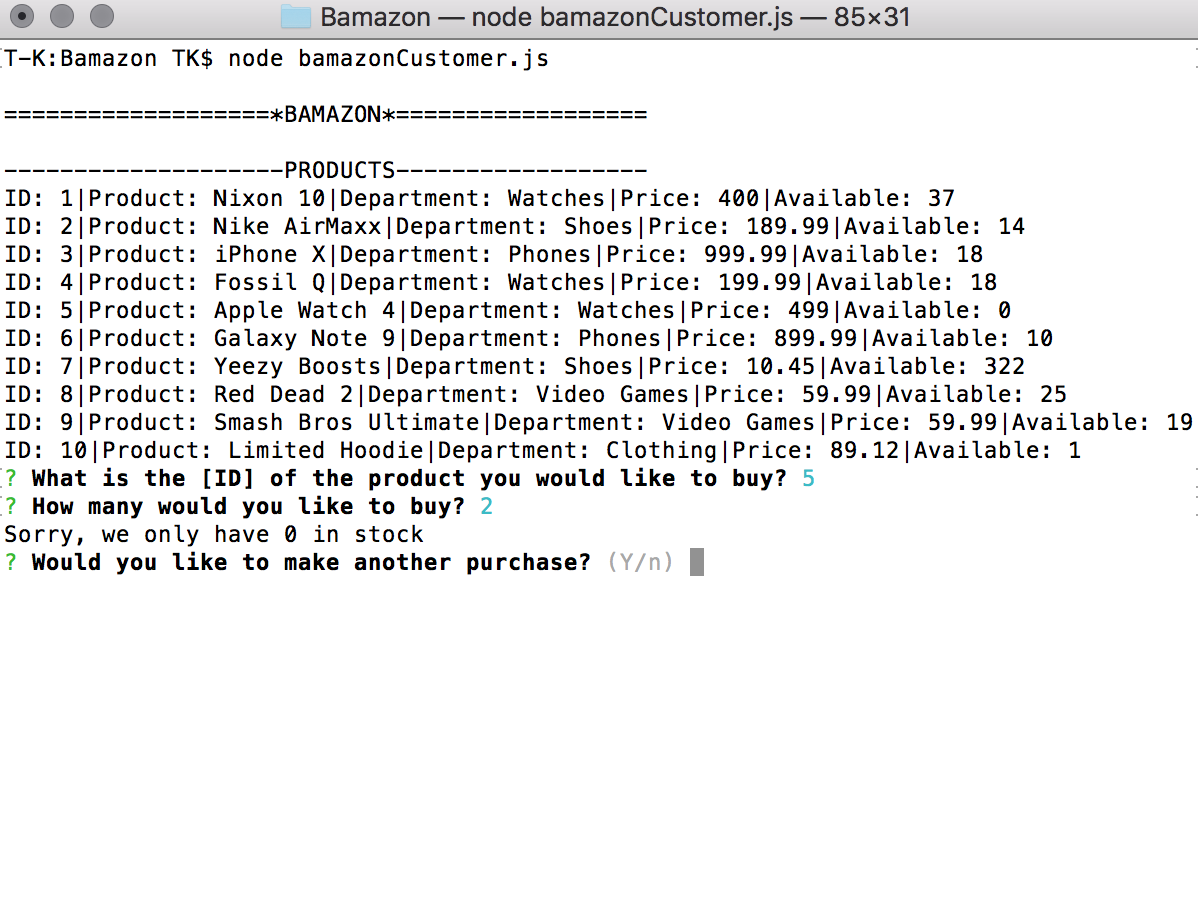 Bamazon — node bamazonCustomer.js — 85×31
[T-K:Bamazon TK$ node bamazonCustomer.js ]
===================*BAMAZON*==================
--------------------PRODUCTS------------------
ID: 1|Product: Nixon 10|Department: Watches|Price: 400|Available: 37
ID: 2|Product: Nike AirMaxx|Department: Shoes|Price: 189.99|Available: 14
ID: 3|Product: iPhone X|Department: Phones|Price: 999.99|Available: 18
ID: 4|Product: Fossil Q|Department: Watches|Price: 199.99|Available: 18
ID: 5|Product: Apple Watch 4|Department: Watches|Price: 499|Available: 0
ID: 6|Product: Galaxy Note 9|Department: Phones|Price: 899.99|Available: 10
ID: 7|Product: Yeezy Boosts|Department: Shoes|Price: 10.45|Available: 322
ID: 8|Product: Red Dead 2|Department: Video Games|Price: 59.99|Available: 25
ID: 9|Product: Smash Bros Ultimate|Department: Video Games|Price: 59.99|Available: 19
ID: 10|Product: Limited Hoodie|Department: Clothing|Price: 89.12|Available: 1
[? What is the [ID] of the product you would like to buy? 5 ]
[? How many would you like to buy? 2 ]
Sorry, we only have 0 in stock
? Would you like to make another purchase? (Y/n)